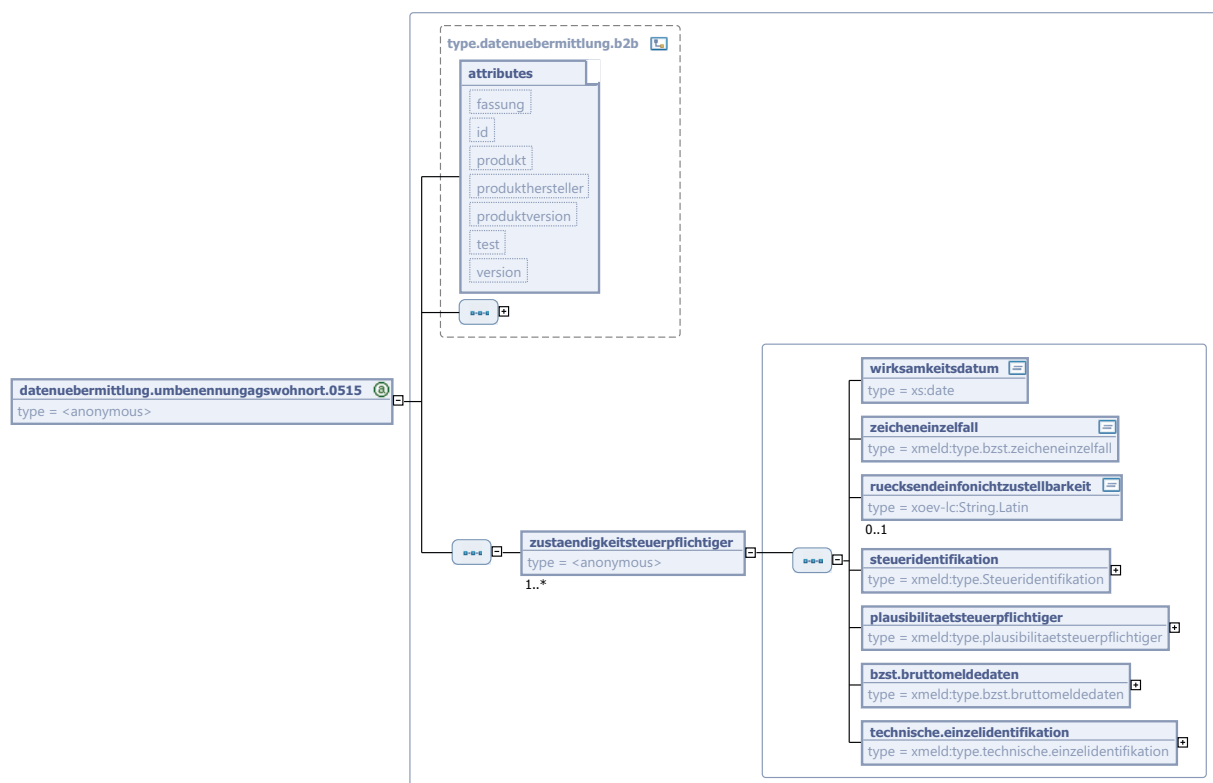 type.datenuebermittlung.b2b
attributes
fassung
id
produkt
produkthersteller
produktversion
test
version
datenuebermittlung.umbenennungagswohnort.0515
type = <anonymous>
zustaendigkeitsteuerpflichtiger
type = <anonymous>
1..*
wirksamkeitsdatum
type = xs:date
zeicheneinzelfall
type = xmeld:type.bzst.zeicheneinzelfall
ruecksendeinfonichtzustellbarkeit
type = xoev-lc:String.Latin
0..1
steueridentifikation
type = xmeld:type.Steueridentifikation
plausibilitaetsteuerpflichtiger
type = xmeld:type.plausibilitaetsteuerpflichtiger
bzst.bruttomeldedaten
type = xmeld:type.bzst.bruttomeldedaten
technische.einzelidentifikation
type = xmeld:type.technische.einzelidentifikation